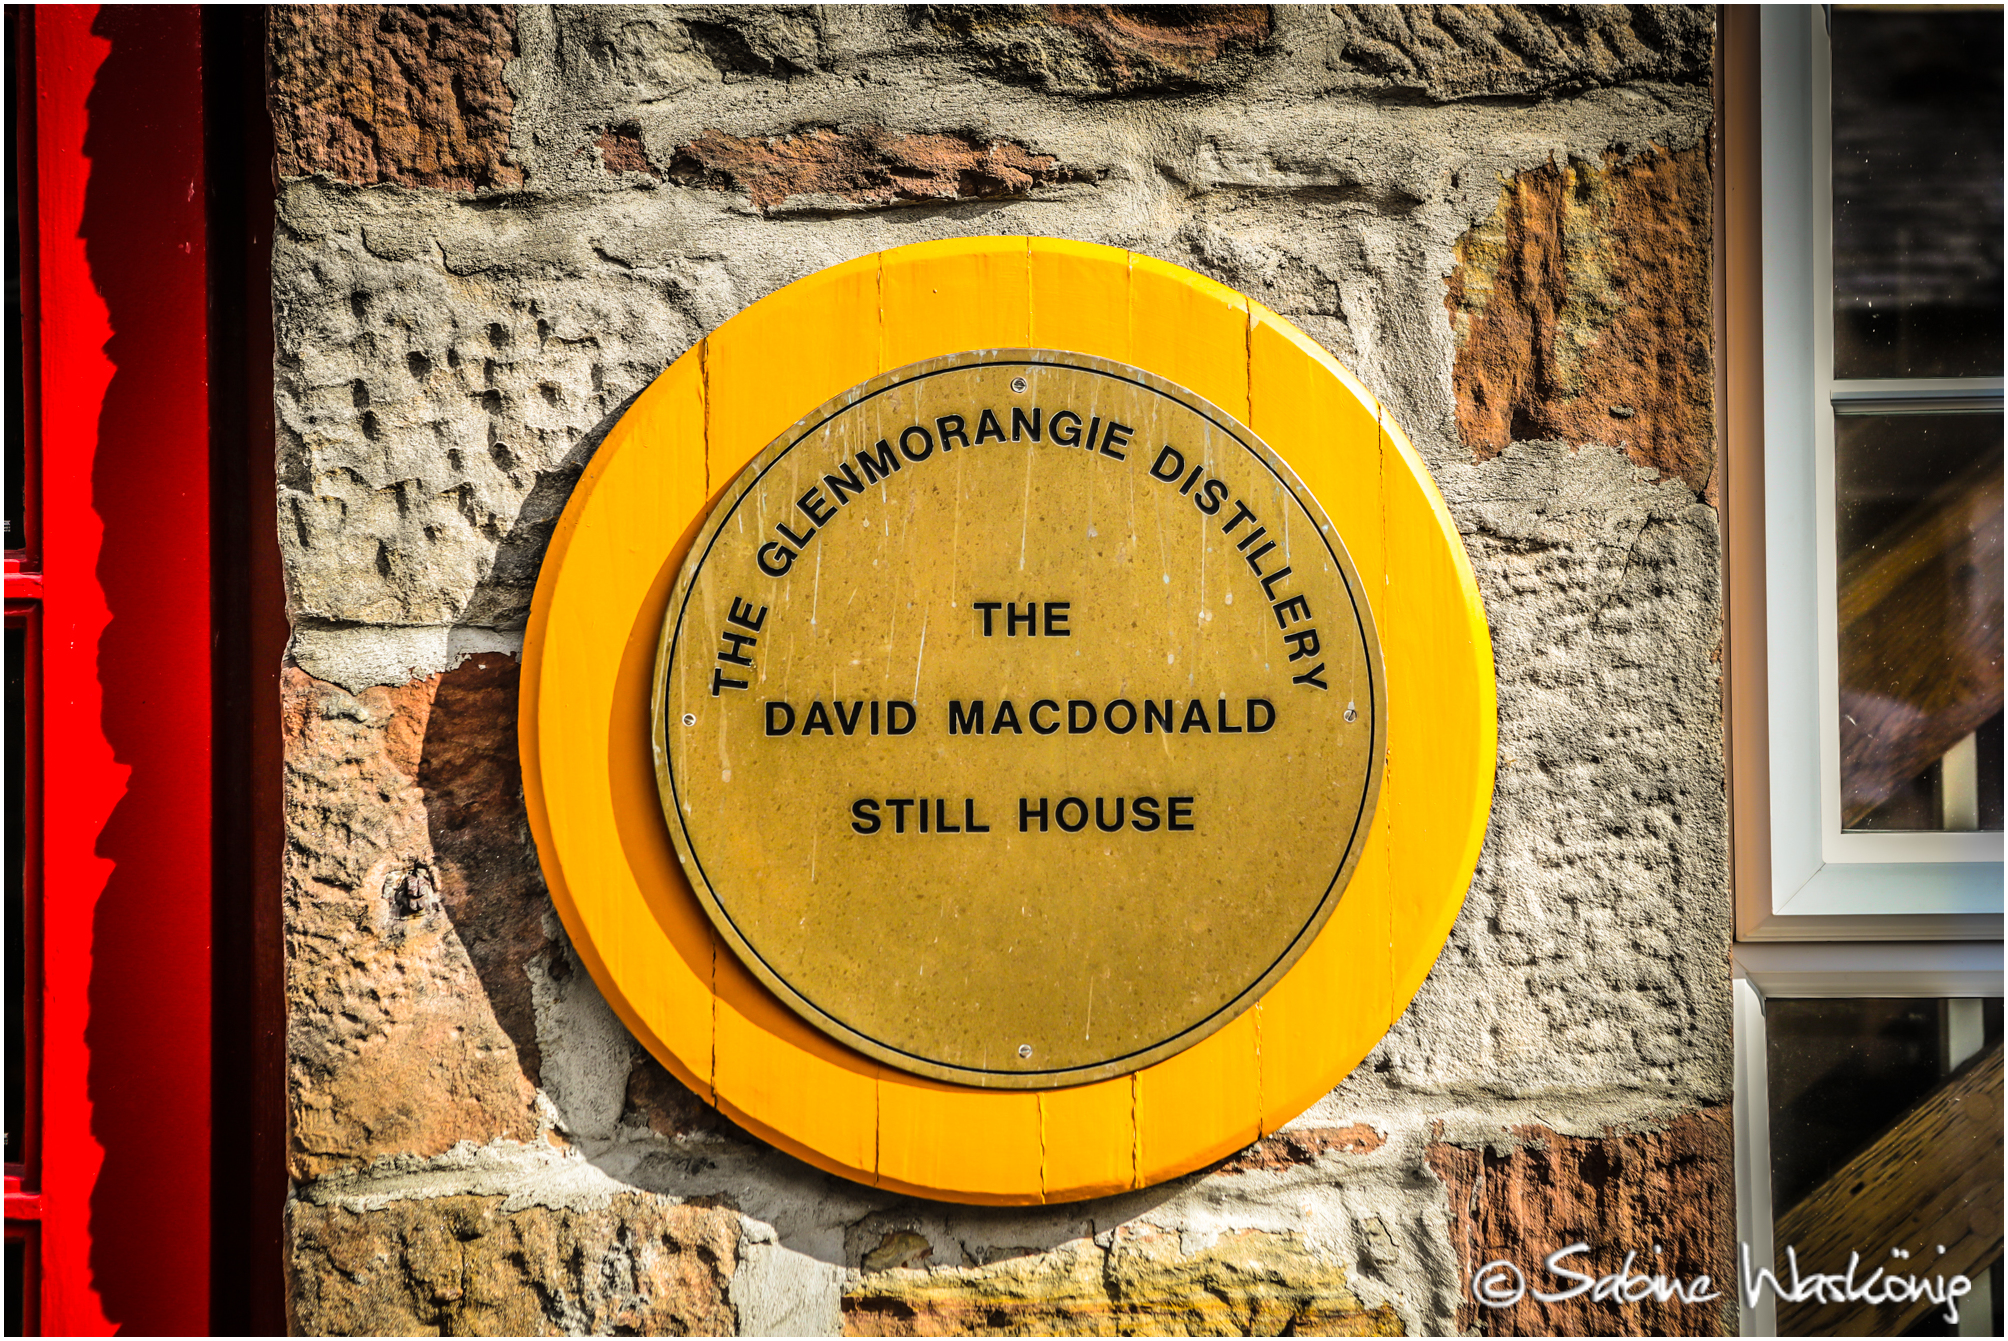 THE GLENMORANGIE DISTILLERY
THE
DAVID MACDONALD
STILL HOUSE
© Sabine Waskönig